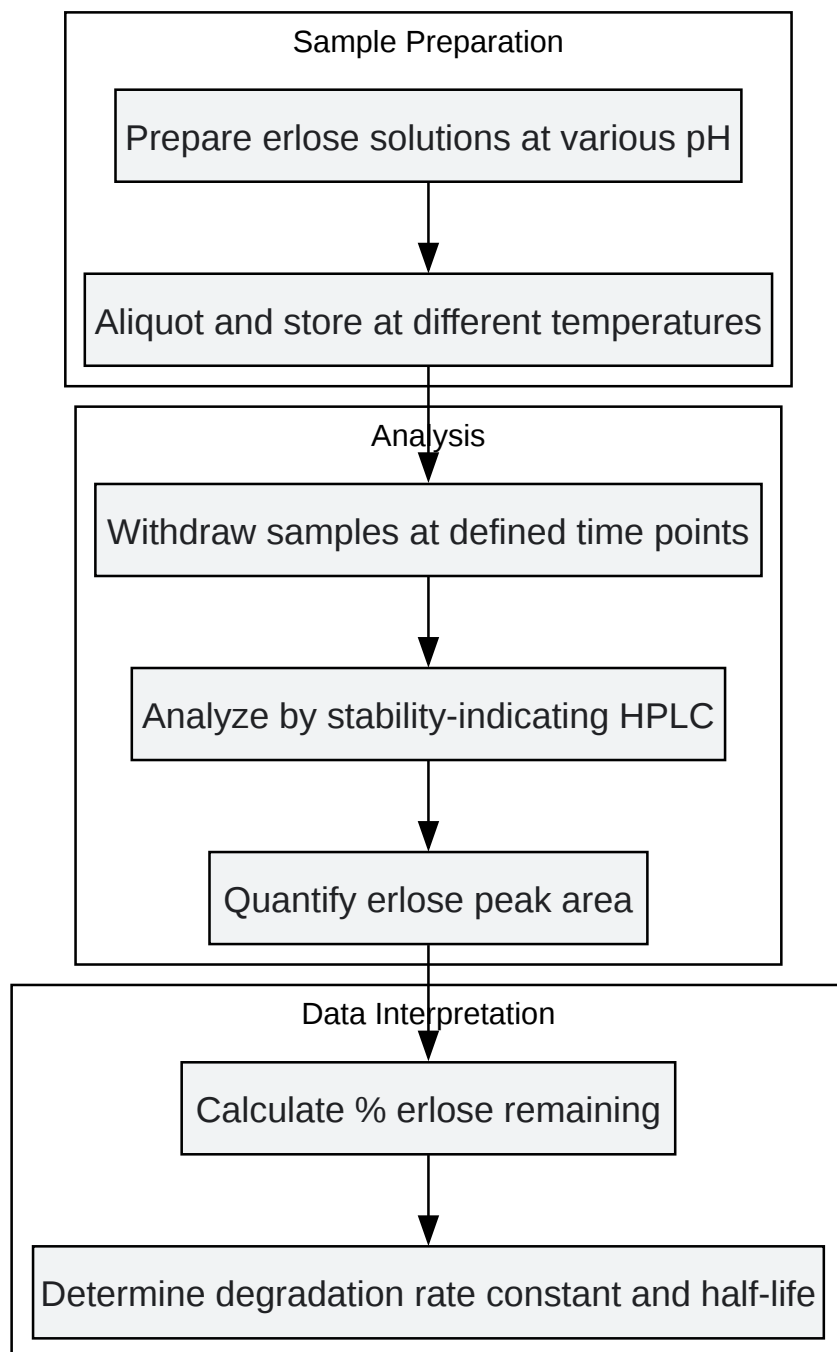 Sample Preparation
Prepare erlose solutions at various pH
Aliquot and store at different temperatures
Analysis
Withdraw samples at defined time points
Analyze by stability-indicating HPLC
Quantify erlose peak area
Data Interpretation
Calculate % erlose remaining
Determine degradation rate constant and half-life